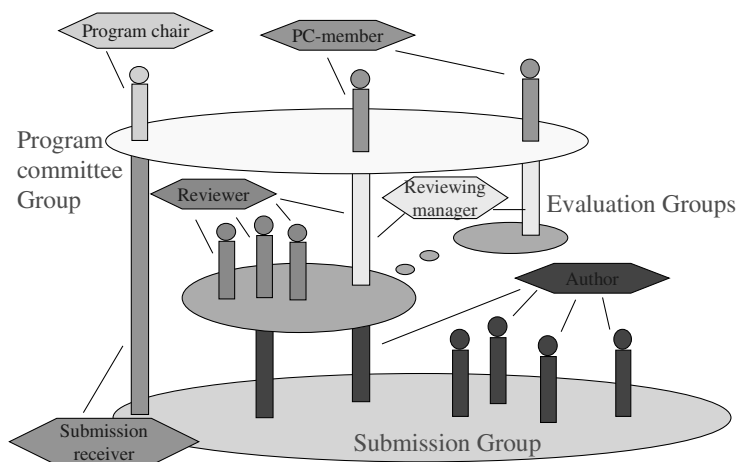 Program chair
PC-member
Program
committee
Group
Reviewer
Reviewing
manager
Evaluation Groups
Author
Submission
receiver
Submission Group